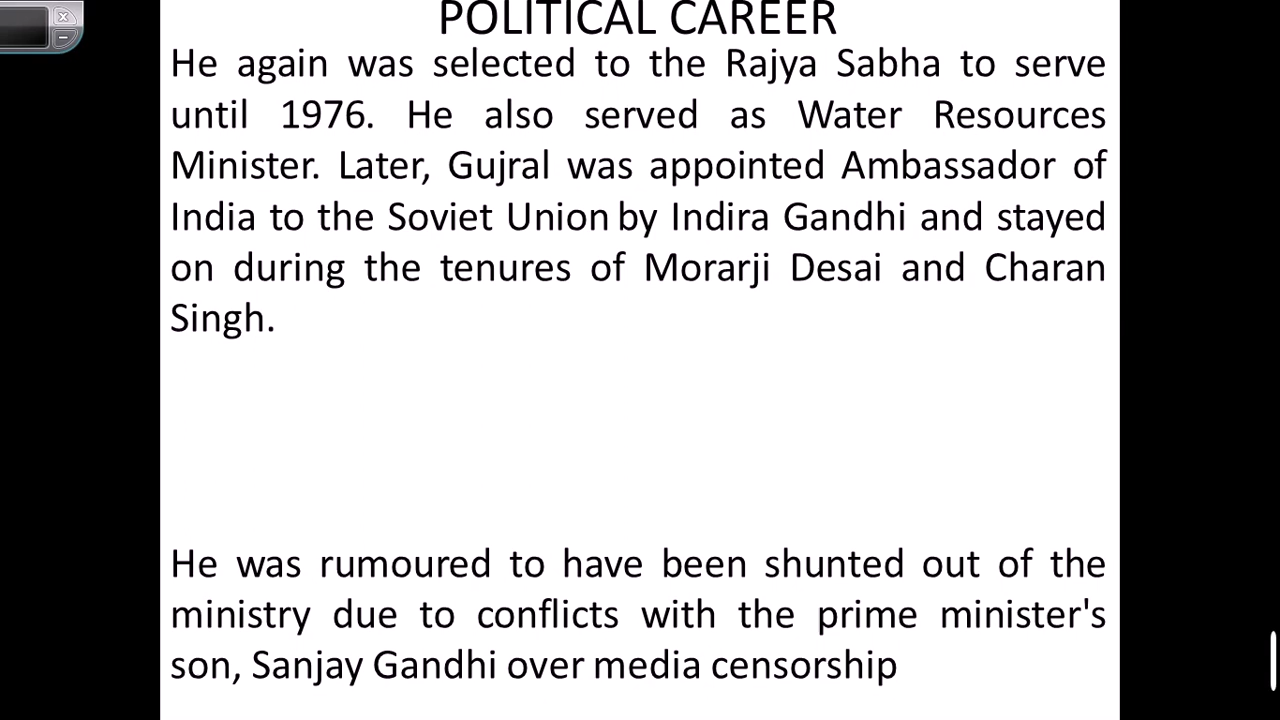 POLITICAL CAREER
He again was selected to the Rajya Sabha to serve
until 1976. He also served as Water Resources
Minister. Later, Gujral was appointed Ambassador of
India to the Soviet Union by Indira Gandhi and stayed
on during the tenures of Morarji Desai and Charan
Singh.
He was rumoured to have been shunted out of the
ministry due to conflicts with the prime minister's
son, Sanjay Gandhi over media censorship